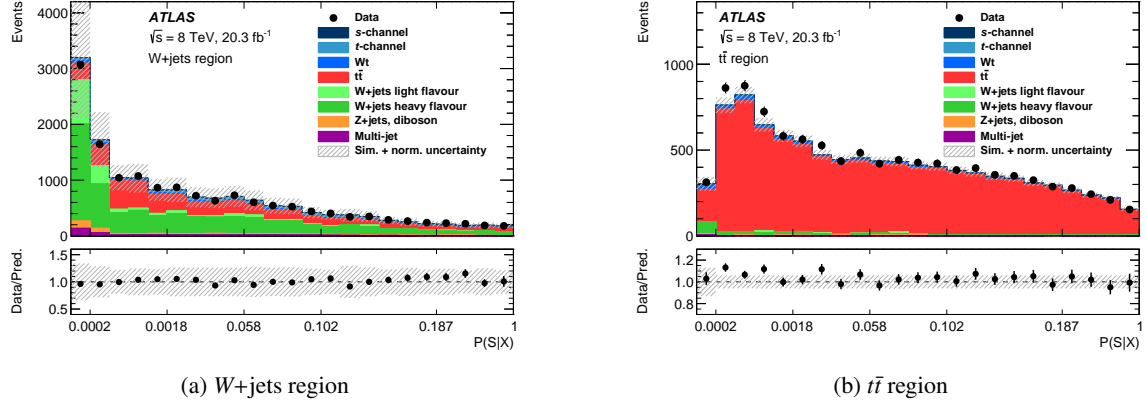 Events
4000
3000
2000
1000
0
ATLAS
√s = 8 TeV, 20.3 fb⁻¹
W+jets region
Data
s-channel
t-channel
Wt
tt̄
W+jets light flavour
W+jets heavy flavour
Z+jets, diboson
Multi-jet
Sim. + norm. uncertainty
Data/Pred.
1.5
1.0
0.5
0.0002 0.0018 0.058 0.102 0.187 1
P(S|X)
(a) W+jets region
Events
1000
500
0
ATLAS
√s = 8 TeV, 20.3 fb⁻¹
tt̄ region
Data
s-channel
t-channel
Wt
tt̄
W+jets light flavour
W+jets heavy flavour
Z+jets, diboson
Multi-jet
Sim. + norm. uncertainty
Data/Pred.
1.2
1.0
0.8
0.0002 0.0018 0.058 0.102 0.187 1
P(S|X)
(b) tt̄ region